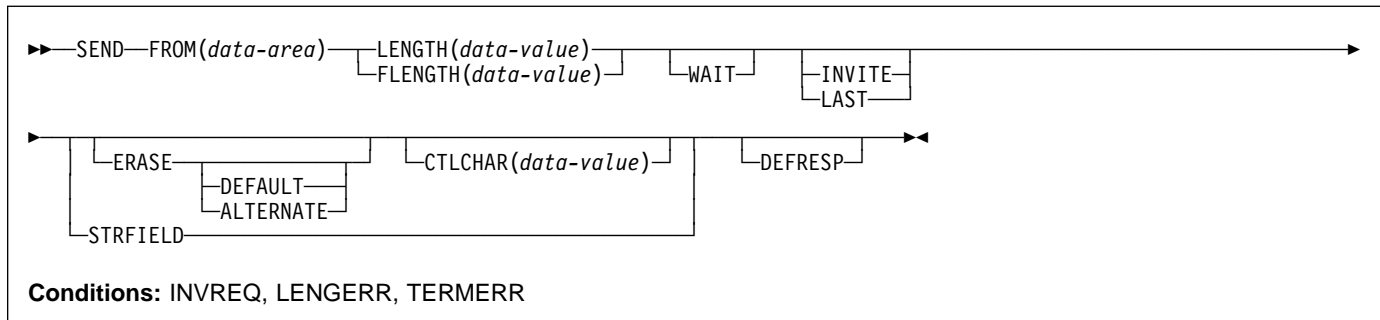 SEND FROM(data-area) LENGTH(data-value)
FLENGTH(data-value) WAIT INVITE
LAST
ERASE CTLCHAR(data-value) DEFRESP
DEFAULT
ALTERNATE
STRFIELD
Conditions: INVREQ, LENGERR, TERMERR